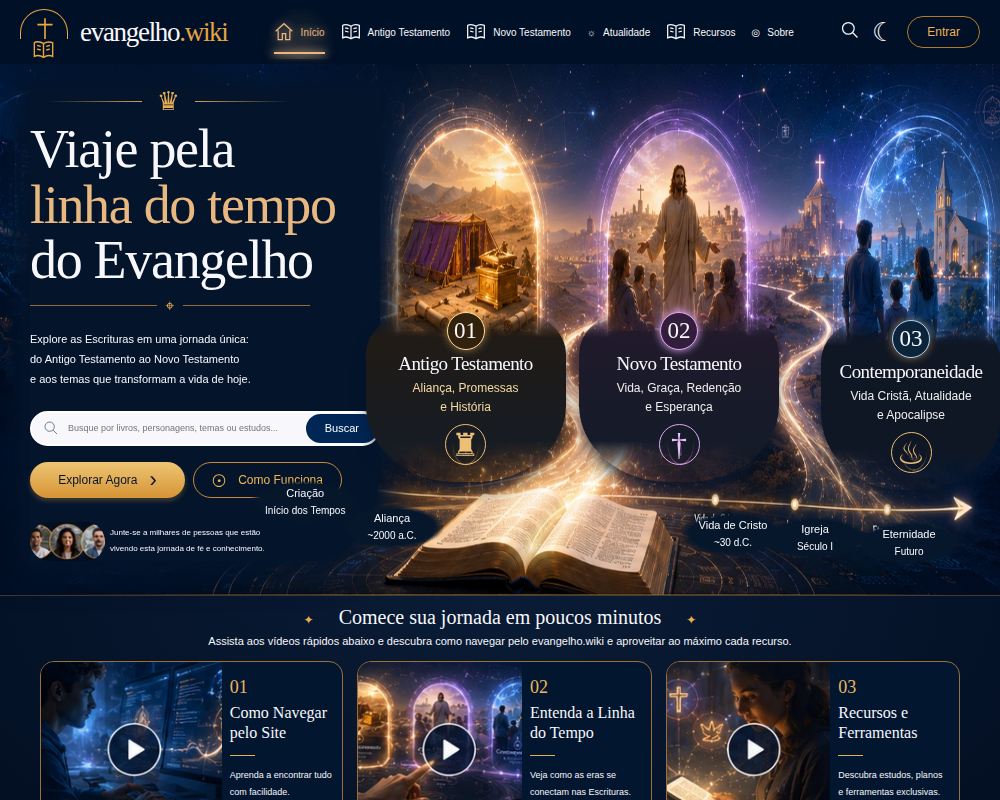 evangelho.wiki
Início
Antigo Testamento
Novo Testamento
Atualidade
Recursos
Sobre
Entrar
Viaje pela
linha do tempo
do Evangelho
Explore as Escrituras em uma jornada única:
do Antigo Testamento ao Novo Testamento
e aos temas que transformam a vida de hoje.
Busque por livros, personagens, temas ou estudos...
Buscar
Explorar Agora
Como Funciona
Junte-se a milhares de pessoas que estão
vivendo esta jornada de fé e conhecimento.
01
Antigo Testamento
Aliança, Promessas
e História
02
Novo Testamento
Vida, Graça, Redenção
e Esperança
03
Contemporaneidade
Vida Cristã, Atualidade
e Apocalipse
Criação
Início dos Tempos
Aliança
~2000 a.C.
Vida de Cristo
~30 d.C.
Igreja
Século I
Eternidade
Futuro
Comece sua jornada em poucos minutos
Assista aos vídeos rápidos abaixo e descubra como navegar pelo evangelho.wiki e aproveitar ao máximo cada recurso.
01
Como Navegar
pelo Site
Aprenda a encontrar tudo
com facilidade.
02
Entenda a Linha
do Tempo
Veja como as eras se
conectam nas Escrituras.
03
Recursos e
Ferramentas
Descubra estudos, planos
e ferramentas exclusivas.